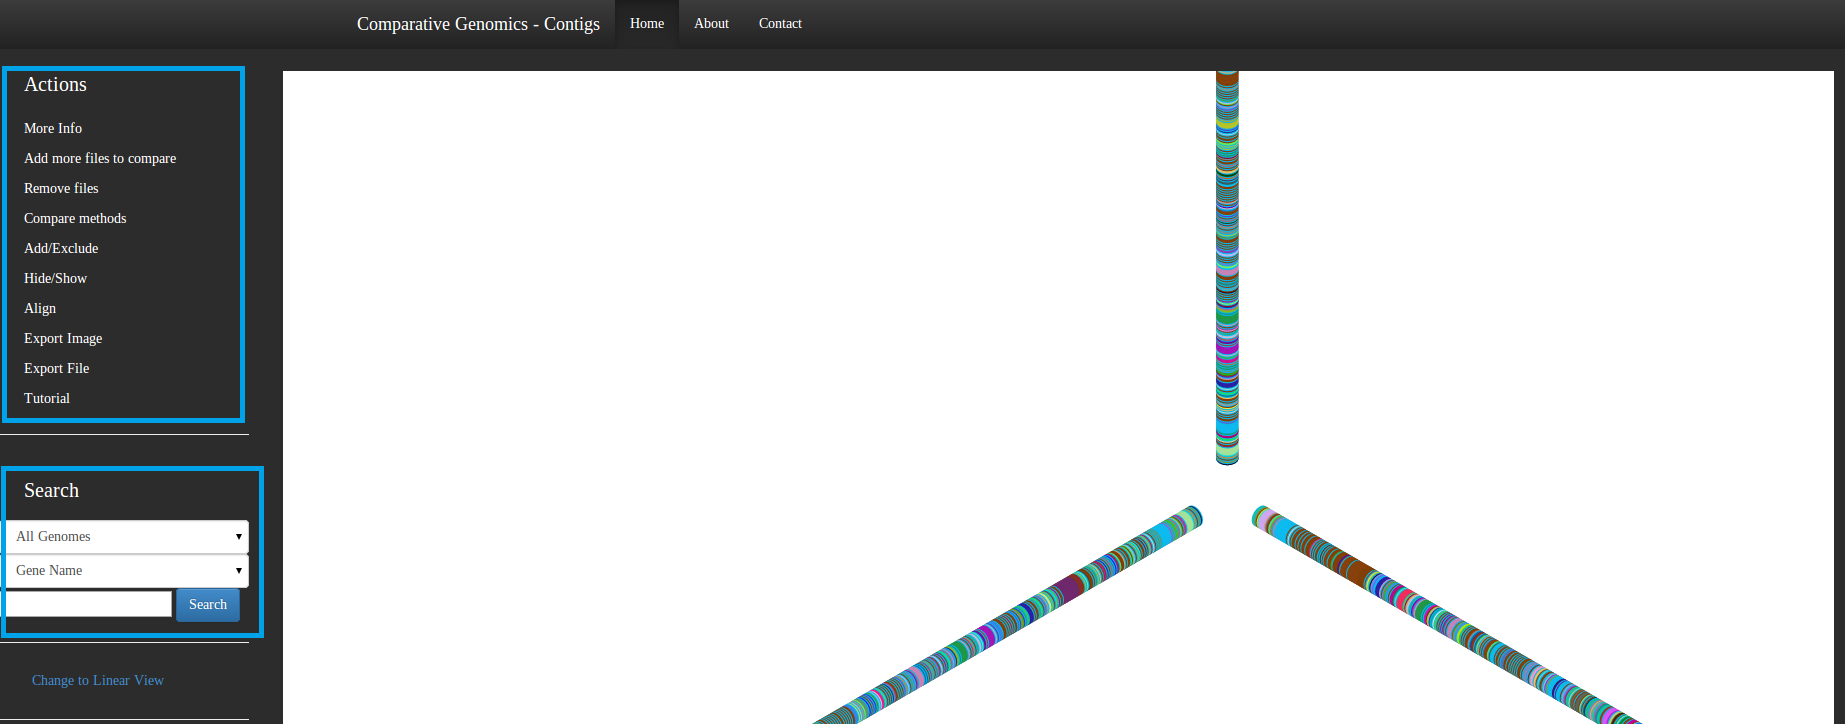 Comparative Genomics - Contigs Home About Contact
Actions
More Info
Add more files to compare
Remove files
Compare methods
Add/Exclude
Hide/Show
Align
Export Image
Export File
Tutorial
Search
All Genomes
Gene Name
Search
Change to Linear View